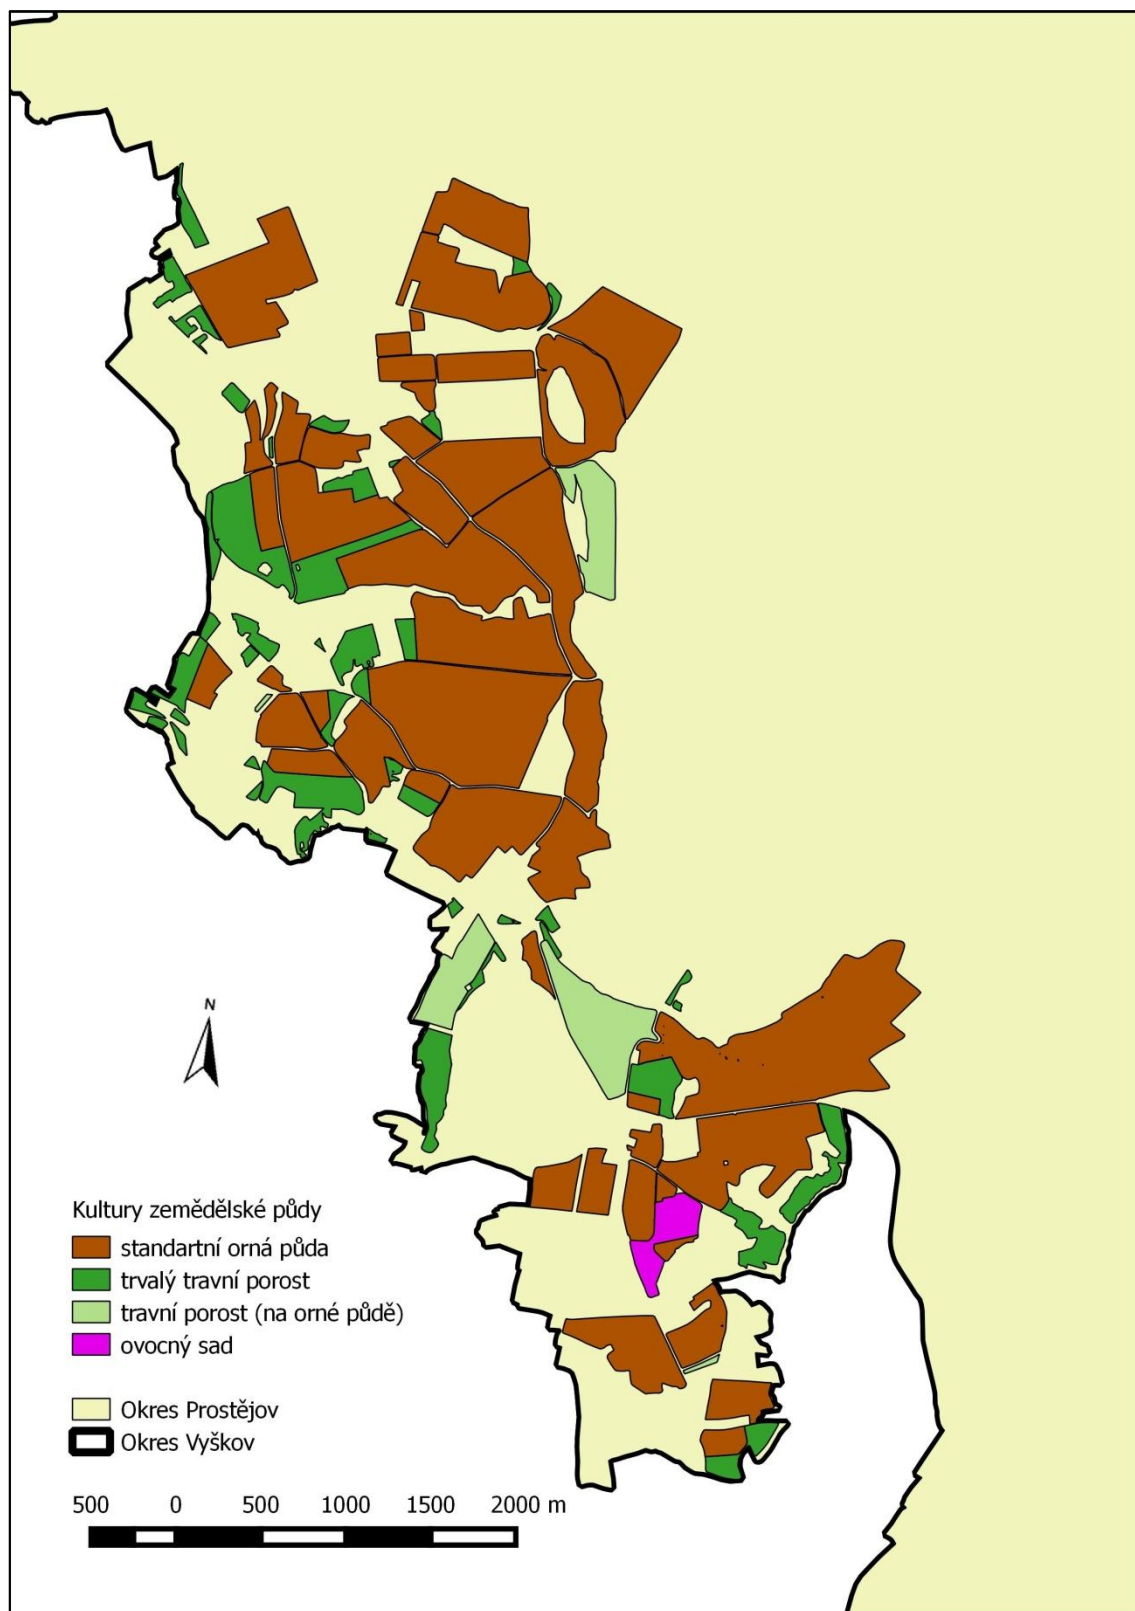 N
Kultury zemědělské půdy
standartní orná půda
trvalý travní porost
travní porost (na orné půdě)
ovocný sad
Okres Prostějov
Okres Vyškov
500 0 500 1000 1500 2000 m